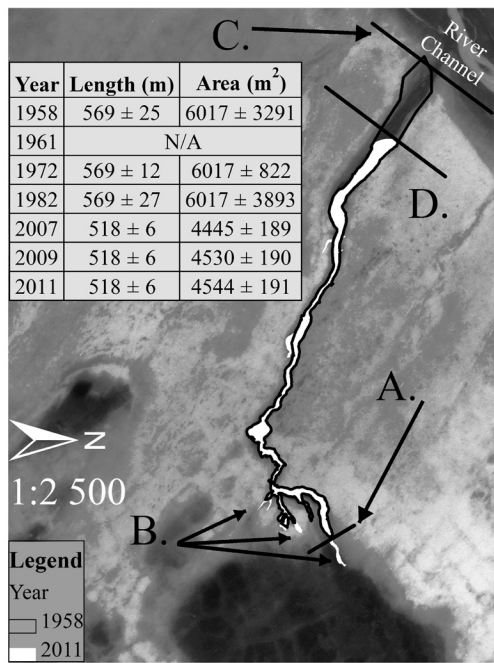 C.
River
Channel
Year Length (m) Area (m²)
1958 569 ± 25 6017 ± 3291
1961 N/A
1972 569 ± 12 6017 ± 822
1982 569 ± 27 6017 ± 3893
2007 518 ± 6 4445 ± 189
2009 518 ± 6 4530 ± 190
2011 518 ± 6 4544 ± 191
D.
A.
N
1:2 500
B.
Legend
Year
1958
2011